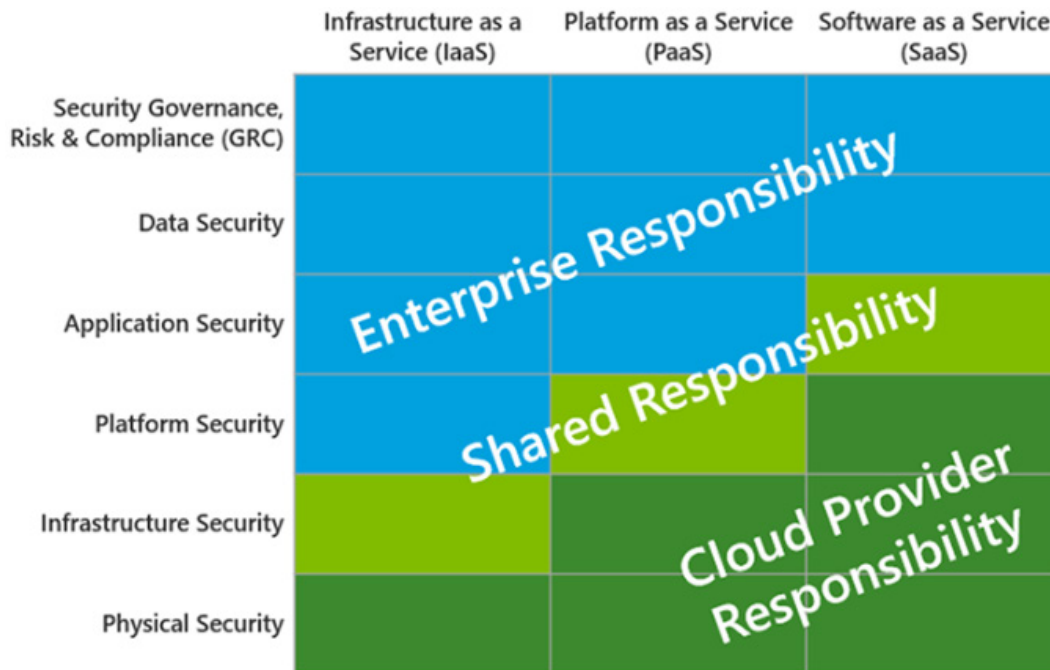 Infrastructure as a
Service (IaaS)
Platform as a Service
(PaaS)
Software as a Service
(SaaS)
Security Governance,
Risk & Compliance (GRC)
Data Security
Application Security
Platform Security
Infrastructure Security
Physical Security
Enterprise Responsibility
Shared Responsibility
Cloud Provider
Responsibility